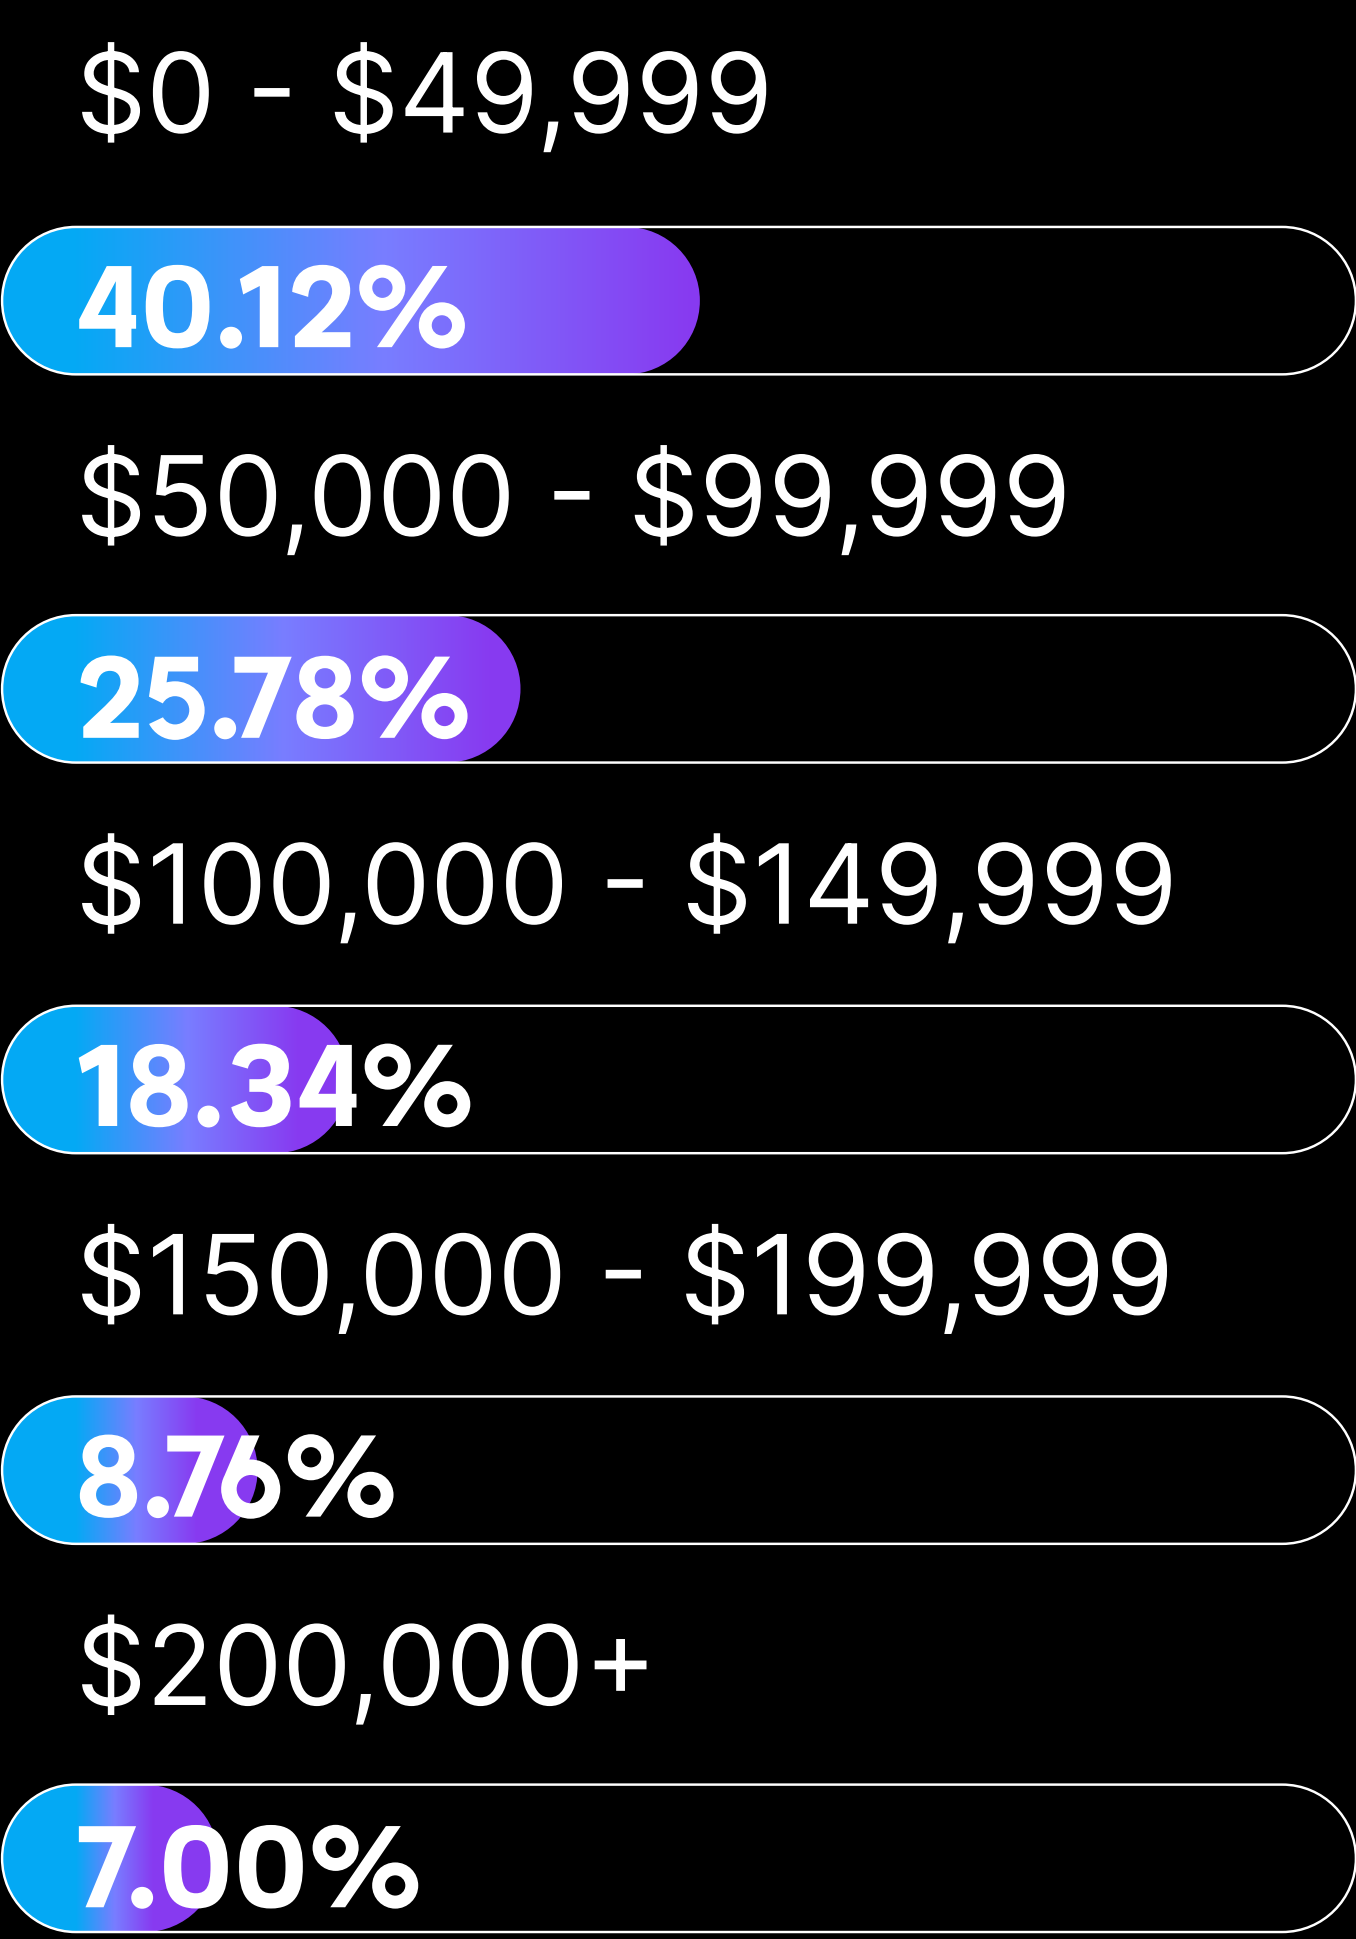 $0 - $49,999
40.12%
$50,000 - $99,999
25.78%
$100,000 - $149,999
18.34%
$150,000 - $199,999
8.76%
$200,000+
7.00%